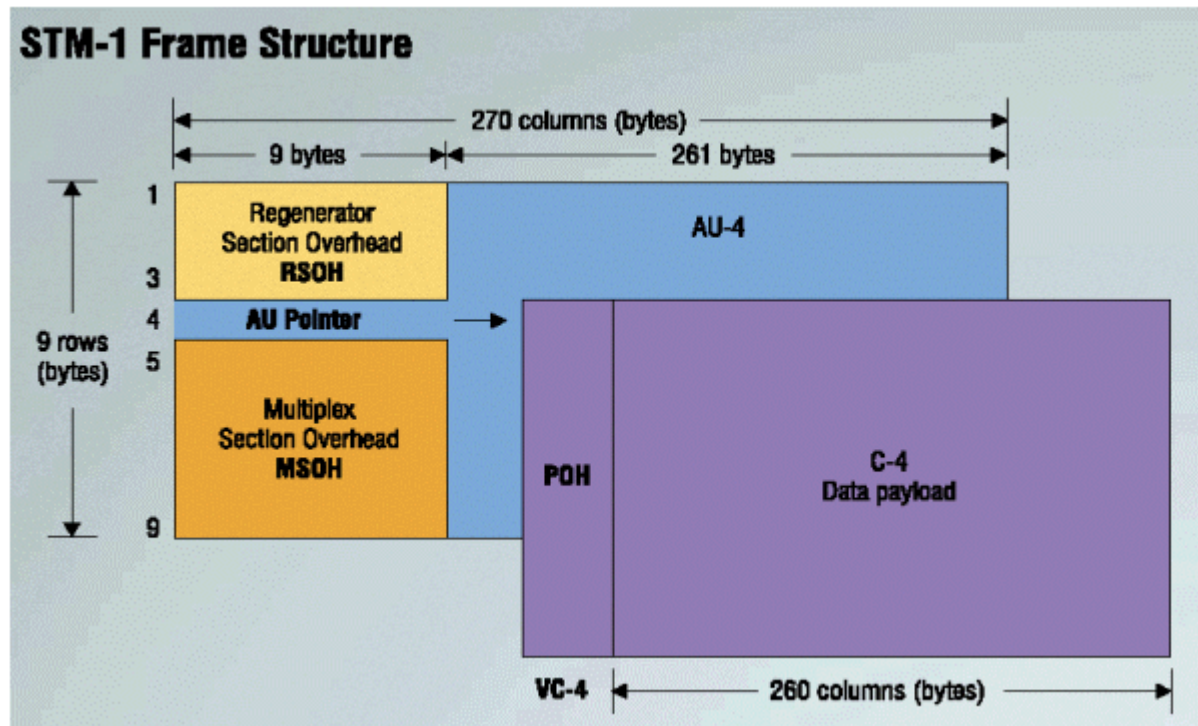 STM-1 Frame Structure
270 columns (bytes)
9 bytes
261 bytes
1
Regenerator
Section Overhead
RSOH
AU-4
3
4
AU Pointer
9 rows
(bytes)
5
Multiplex
Section Overhead
MSOH
POH
C-4
Data payload
9
VC-4
260 columns (bytes)